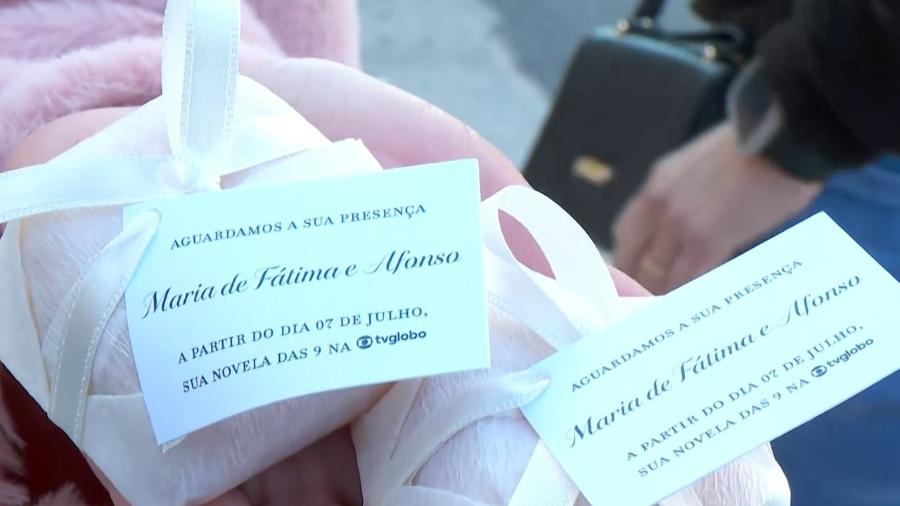 AGUARDAMOS A SUA PRESENÇA
Maria de Fátima e Afonso
A PARTIR DO DIA 07 DE JULHO,
SUA NOVELA DAS 9 NA tvglobo
AGUARDAMOS A SUA PRESENÇA
Maria de Fátima e Afonso
A PARTIR DO DIA 07 DE JULHO,
SUA NOVELA DAS 9 NA tvglobo